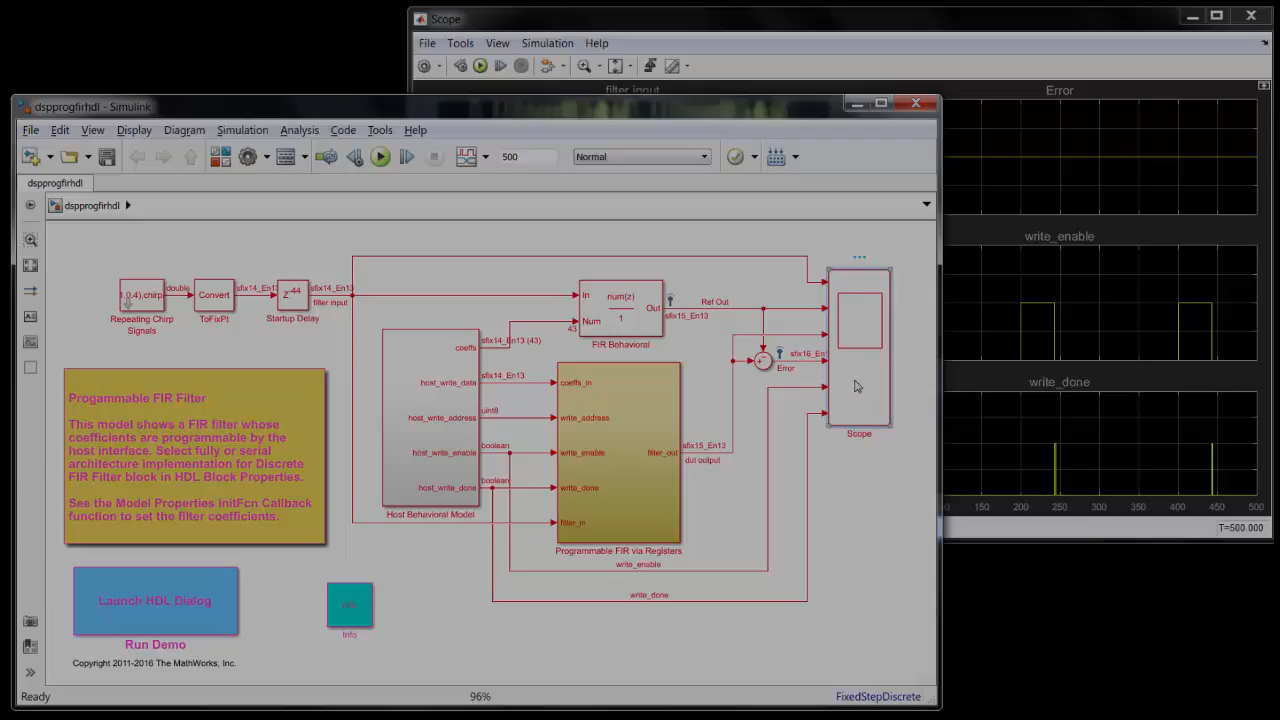 Scope
File Tools View Simulation Help
filter input
Error
write_enable
write_done
150 200 250 300 350 400 450 500
T=500.000
dspprogfirhdl - Simulink
File Edit View Display Diagram Simulation Analysis Code Tools Help
500
Normal
dspprogfirhdl
dspprogfirhdl
double
Convert
sfix14_En13
Z-44
sfix14_En13
filter input
Repeating Chirp
Signals
ToFixPt
Startup Delay
In
num(z)
1
Num
Out
43
FIR Behavioral
Ref Out
sfix15_En13
coeffs
sfix14_En13 (43)
host_write_data
sfix14_En13
host_write_address
uint8
host_write_enable
boolean
host_write_done
boolean
Host Behavioral Model
coeffs_in
write_address
write_enable
write_done
filter_in
filter_out
sfix15_En13
dut output
Programmable FIR via Registers
sfix16_En
Error
Scope
write_enable
write_done
Progammable FIR Filter
This model shows a FIR filter whose
coefficients are programmable by the
host interface. Select fully or serial
architecture implementation for Discrete
FIR Filter block in HDL Block Properties.
See the Model Properties InitFcn Callback
function to set the filter coefficients.
Launch HDL Dialog
Run Demo
Info
Copyright 2011-2016 The MathWorks, Inc.
Ready
96%
FixedStepDiscrete